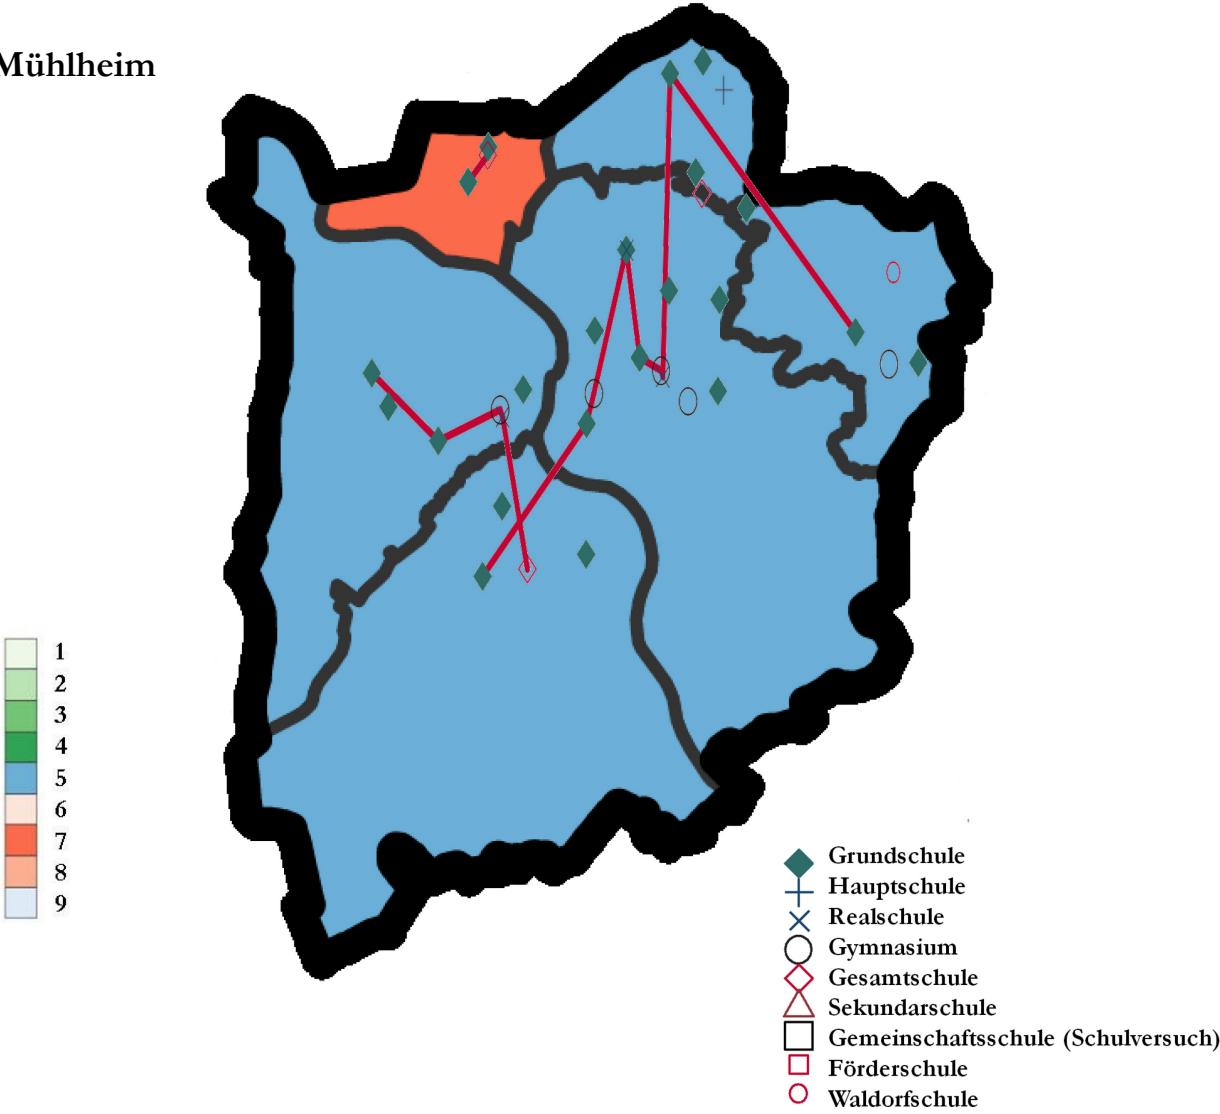 Mühlheim
1
2
3
4
5
6
7
8
9
Grundschule
Hauptschule
Realschule
Gymnasium
Gesamtschule
Sekundarschule
Gemeinschaftsschule (Schulversuch)
Förderschule
Waldorfschule